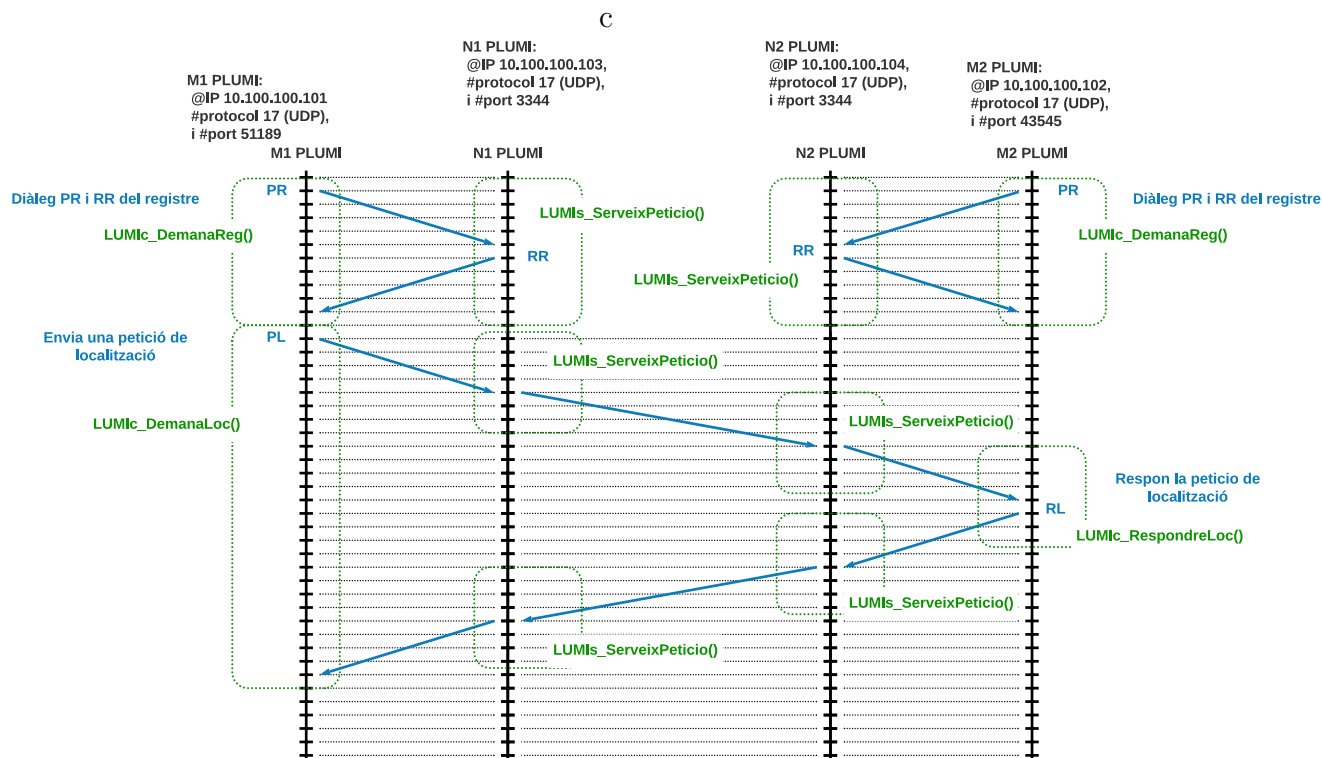 c
M1 PLUMI:
@IP 10.100.100.101
#protocol 17 (UDP),
i #port 51189
N1 PLUMI:
@IP 10.100.100.103,
#protocol 17 (UDP),
i #port 3344
N2 PLUMI:
@IP 10.100.100.104,
#protocol 17 (UDP),
i #port 3344
M2 PLUMI:
@IP 10.100.100.102,
#protocol 17 (UDP),
i #port 43545
M1 PLUMI
N1 PLUMI
N2 PLUMI
M2 PLUMI
PR
PR
Diàleg PR i RR del registre
Diàleg PR i RR del registre
LUMIs_ServeixPeticio()
LUMIc_DemanaReg()
LUMIc_DemanaReg()
RR
RR
LUMIs_ServeixPeticio()
Envia una petició de
localització
PL
LUMIs_ServeixPeticio()
LUMIc_DemanaLoc()
LUMIs_ServeixPeticio()
Respon la peticio de
localització
RL
LUMIc_RespondreLoc()
LUMIs_ServeixPeticio()
LUMIs_ServeixPeticio()